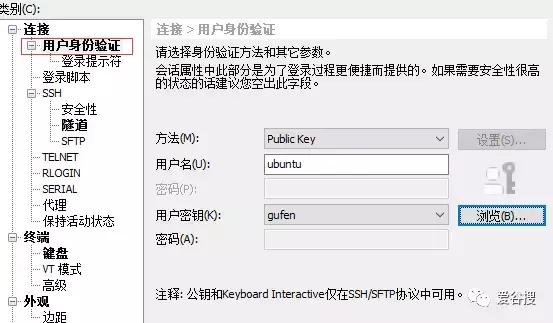 类别(C):
连接
用户身份验证
登录提示符
登录脚本
SSH
安全性
隧道
SFTP
TELNET
RLOGIN
SERIAL
代理
保持活动状态
终端
键盘
VT 模式
高级
外观
边距
连接 > 用户身份验证
请选择身份验证方法和其它参数。
会话属性中此部分是为了登录过程更便捷而提供的。如果需要安全性很高
的状态的话建议您空出此字段。
方法(M): Public Key 设置(S)...
用户名(U): ubuntu
密码(P):
用户密钥(K): gufen 浏览(B)...
密码(A):
注释: 公钥和Keyboard Interactive仅在SSH/SFTP协议中可用。
爱谷搜